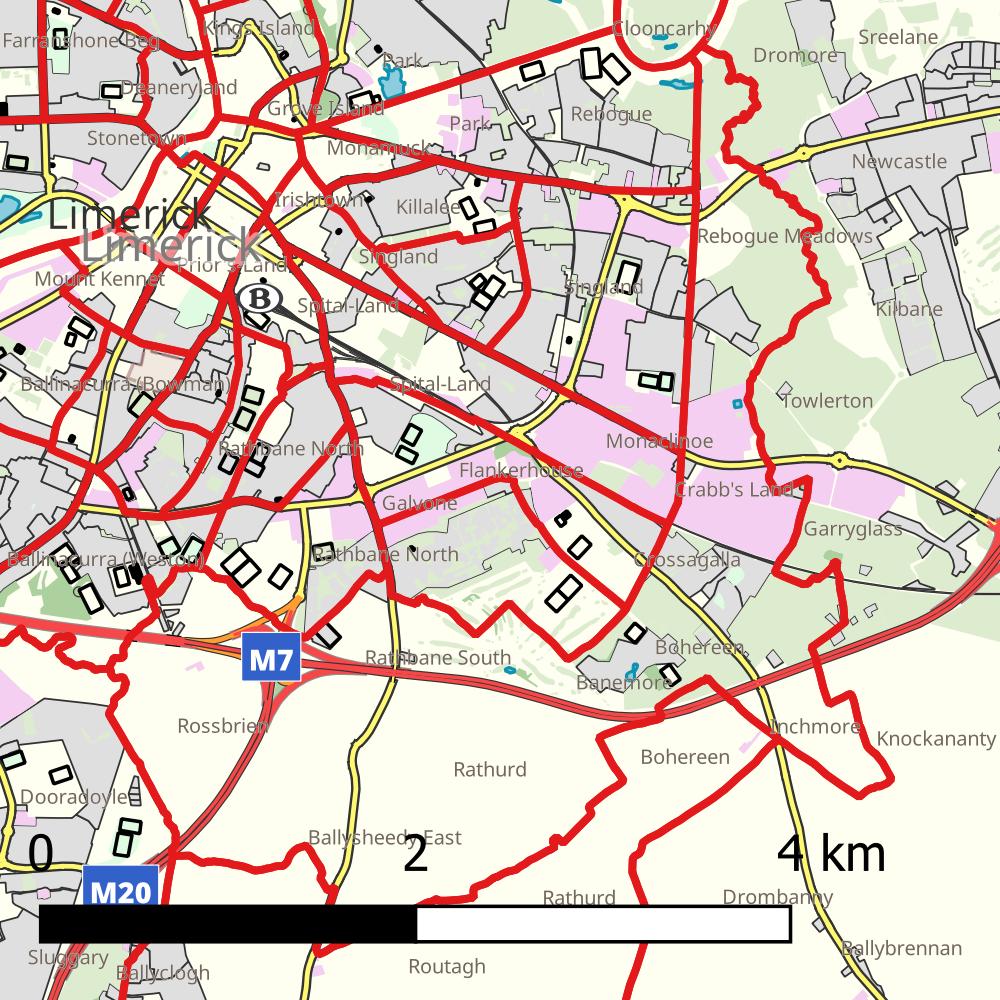 Farranshone Beg
Kings Island
Clooncarhy
Sreelane
Park
Dromore
Deaneryland
Grove Island
Rebogue
Park
Stonetown
Monamuck
Newcastle
Irishtown
Killalee
Limerick
Limerick
Rebogue Meadows
Singland
Prior's-Land
Mount Kennet
Singland
B
Spital-Land
Kilbane
Ballinacurra (Bowman)
Spital-Land
Towlerton
Rathbane North
Monaclinoe
Flankerhouse
Crabb's Land
Galvone
Garryglass
Ballinacurra (Weston)
Rathbane North
Crossagalla
Bohereen
M7
Rathbane South
Banemore
Rossbrien
Inchmore
Knockananty
Bohereen
Rathurd
Dooradoyle
Ballysheedy East
0 2 4 km
M20
Rathurd
Drombanny
Sluggary
Ballyclogh
Routagh
Ballybrennan